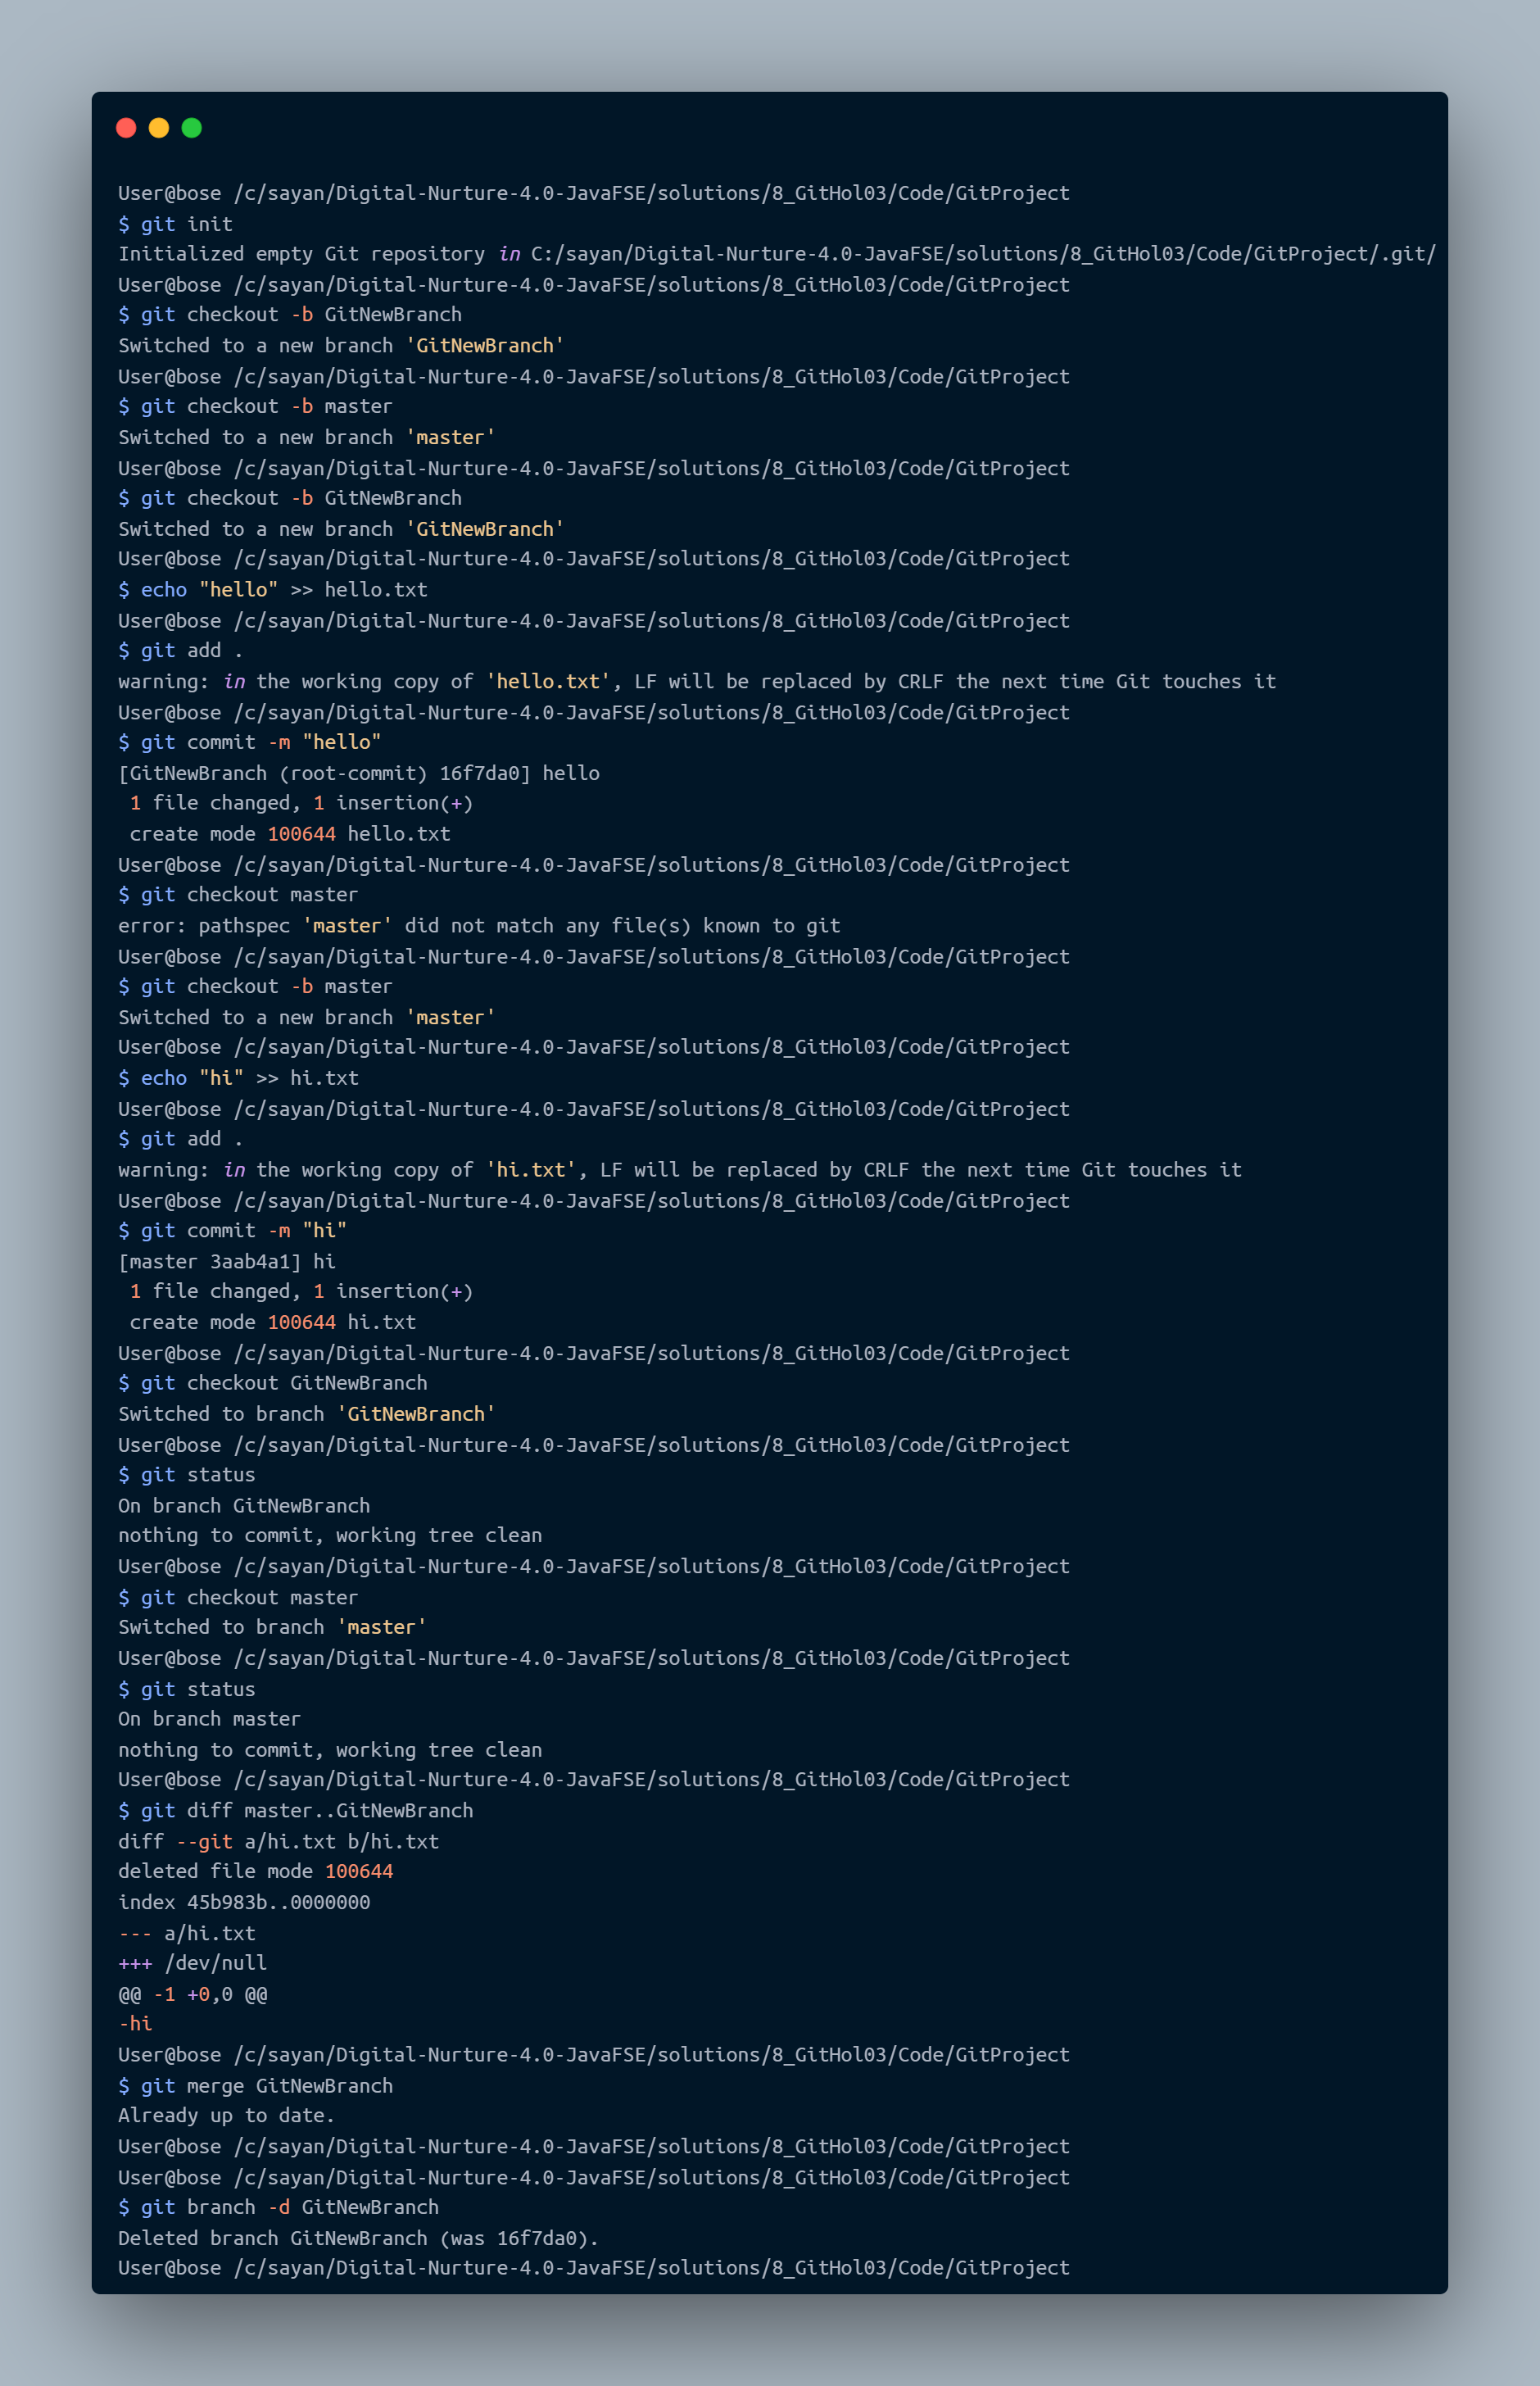 User@bose /c/sayan/Digital-Nurture-4.0-JavaFSE/solutions/8_GitHol03/Code/GitProject
$ git init
Initialized empty Git repository in C:/sayan/Digital-Nurture-4.0-JavaFSE/solutions/8_GitHol03/Code/GitProject/.git/
User@bose /c/sayan/Digital-Nurture-4.0-JavaFSE/solutions/8_GitHol03/Code/GitProject
$ git checkout -b GitNewBranch
Switched to a new branch 'GitNewBranch'
User@bose /c/sayan/Digital-Nurture-4.0-JavaFSE/solutions/8_GitHol03/Code/GitProject
$ git checkout -b master
Switched to a new branch 'master'
User@bose /c/sayan/Digital-Nurture-4.0-JavaFSE/solutions/8_GitHol03/Code/GitProject
$ git checkout -b GitNewBranch
Switched to a new branch 'GitNewBranch'
User@bose /c/sayan/Digital-Nurture-4.0-JavaFSE/solutions/8_GitHol03/Code/GitProject
$ echo "hello" >> hello.txt
User@bose /c/sayan/Digital-Nurture-4.0-JavaFSE/solutions/8_GitHol03/Code/GitProject
$ git add .
warning: in the working copy of 'hello.txt', LF will be replaced by CRLF the next time Git touches it
User@bose /c/sayan/Digital-Nurture-4.0-JavaFSE/solutions/8_GitHol03/Code/GitProject
$ git commit -m "hello"
[GitNewBranch (root-commit) 16f7da0] hello
 1 file changed, 1 insertion(+)
 create mode 100644 hello.txt
User@bose /c/sayan/Digital-Nurture-4.0-JavaFSE/solutions/8_GitHol03/Code/GitProject
$ git checkout master
error: pathspec 'master' did not match any file(s) known to git
User@bose /c/sayan/Digital-Nurture-4.0-JavaFSE/solutions/8_GitHol03/Code/GitProject
$ git checkout -b master
Switched to a new branch 'master'
User@bose /c/sayan/Digital-Nurture-4.0-JavaFSE/solutions/8_GitHol03/Code/GitProject
$ echo "hi" >> hi.txt
User@bose /c/sayan/Digital-Nurture-4.0-JavaFSE/solutions/8_GitHol03/Code/GitProject
$ git add .
warning: in the working copy of 'hi.txt', LF will be replaced by CRLF the next time Git touches it
User@bose /c/sayan/Digital-Nurture-4.0-JavaFSE/solutions/8_GitHol03/Code/GitProject
$ git commit -m "hi"
[master 3aab4a1] hi
 1 file changed, 1 insertion(+)
 create mode 100644 hi.txt
User@bose /c/sayan/Digital-Nurture-4.0-JavaFSE/solutions/8_GitHol03/Code/GitProject
$ git checkout GitNewBranch
Switched to branch 'GitNewBranch'
User@bose /c/sayan/Digital-Nurture-4.0-JavaFSE/solutions/8_GitHol03/Code/GitProject
$ git status
On branch GitNewBranch
nothing to commit, working tree clean
User@bose /c/sayan/Digital-Nurture-4.0-JavaFSE/solutions/8_GitHol03/Code/GitProject
$ git checkout master
Switched to branch 'master'
User@bose /c/sayan/Digital-Nurture-4.0-JavaFSE/solutions/8_GitHol03/Code/GitProject
$ git status
On branch master
nothing to commit, working tree clean
User@bose /c/sayan/Digital-Nurture-4.0-JavaFSE/solutions/8_GitHol03/Code/GitProject
$ git diff master..GitNewBranch
diff --git a/hi.txt b/hi.txt
deleted file mode 100644
index 45b983b..0000000
--- a/hi.txt
+++ /dev/null
@@ -1 +0,0 @@
-hi
User@bose /c/sayan/Digital-Nurture-4.0-JavaFSE/solutions/8_GitHol03/Code/GitProject
$ git merge GitNewBranch
Already up to date.
User@bose /c/sayan/Digital-Nurture-4.0-JavaFSE/solutions/8_GitHol03/Code/GitProject
User@bose /c/sayan/Digital-Nurture-4.0-JavaFSE/solutions/8_GitHol03/Code/GitProject
$ git branch -d GitNewBranch
Deleted branch GitNewBranch (was 16f7da0).
User@bose /c/sayan/Digital-Nurture-4.0-JavaFSE/solutions/8_GitHol03/Code/GitProject